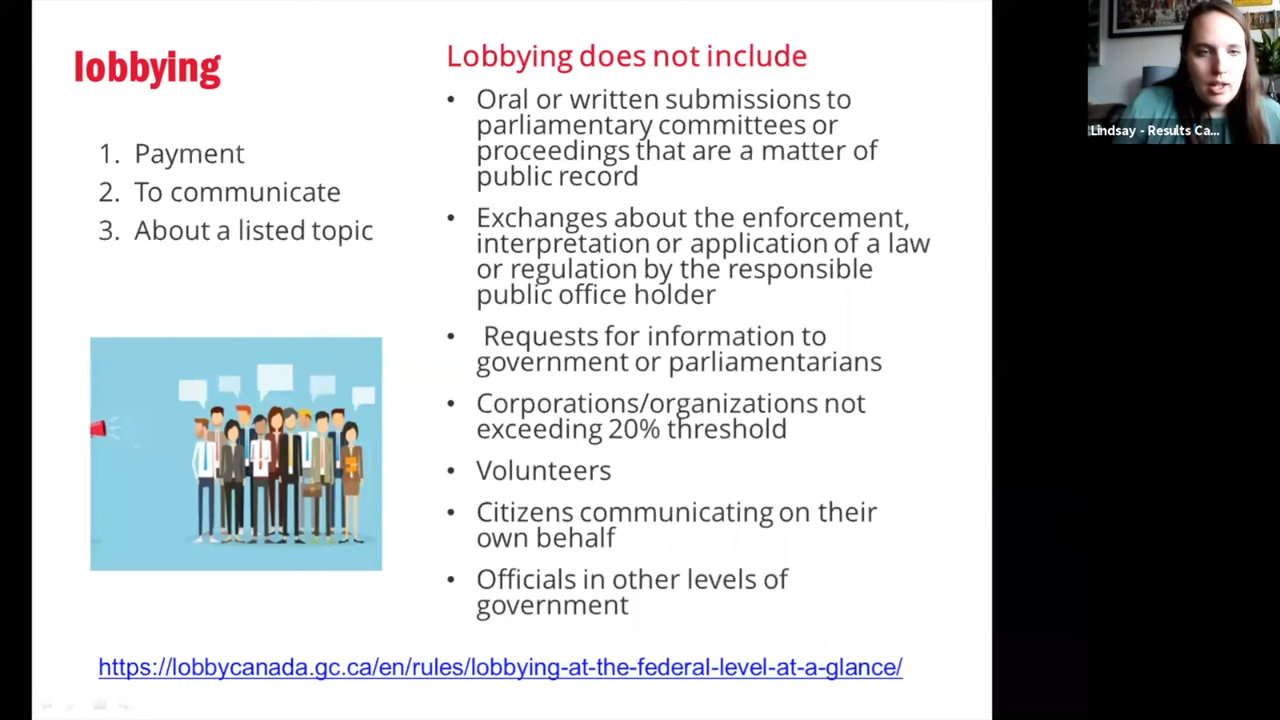 lobbying
1. Payment
2. To communicate
3. About a listed topic
Lobbying does not include
• Oral or written submissions to
parliamentary committees or
proceedings that are a matter of
public record
• Exchanges about the enforcement,
interpretation or application of a law
or regulation by the responsible
public office holder
• Requests for information to
government or parliamentarians
• Corporations/organizations not
exceeding 20% threshold
• Volunteers
• Citizens communicating on their
own behalf
• Officials in other levels of
government
https://lobbycanada.gc.ca/en/rules/lobbying-at-the-federal-level-at-a-glance/
Lindsay - Results Ca...